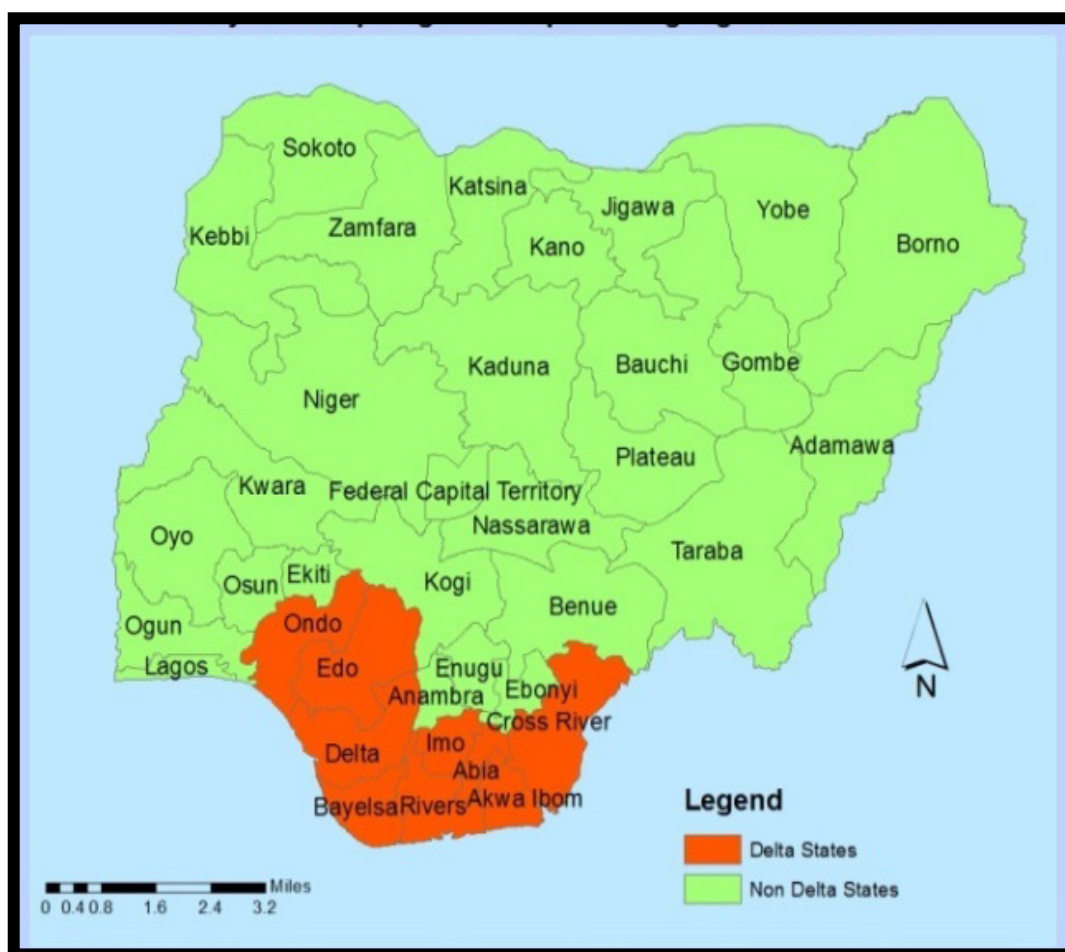 Sokoto
Katsina
Jigawa
Yobe
Kebbi
Zamfara
Kano
Borno
Kaduna
Bauchi
Gombe
Niger
Adamawa
Plateau
Kwara
Federal Capital Territory
Nassarawa
Oyo
Taraba
Osun
Ekiti
Kogi
Benue
Ogun
Ondo
Lagos
Edo
Enugu
Anambra
Ebonyi
Cross River
Delta
Imo
Abia
Bayelsa
Rivers
Akwa Ibom
N
Legend
Delta States
Non Delta States
Miles
0 0.4 0.8 1.6 2.4 3.2